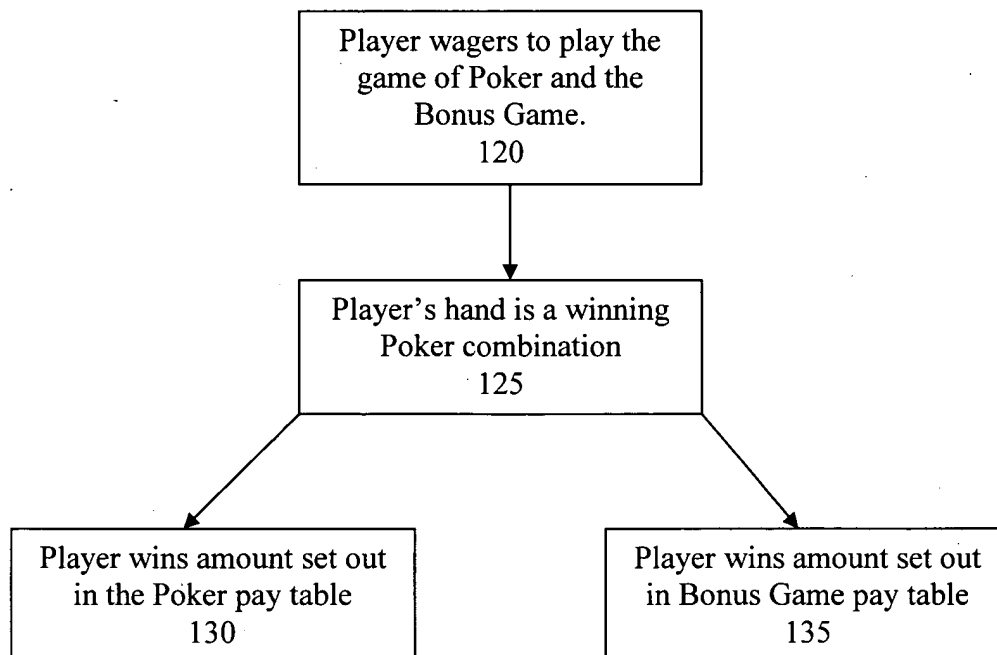 Player wagers to play the
game of Poker and the
Bonus Game.
120
Player's hand is a winning
Poker combination
125
Player wins amount set out
in the Poker pay table
130
Player wins amount set out
in Bonus Game pay table
135